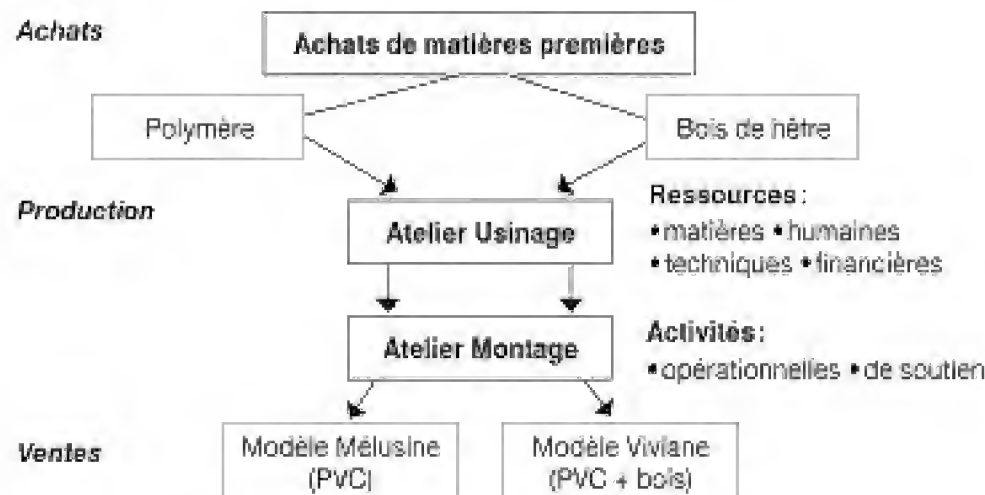 Achats
Achats de matières premières
Polymère
Bois de hêtre
Production
Atelier Usinage
Ressources :
• matières • humaines
• techniques • financières
Atelier Montage
Activités :
• opérationnelles • de soutien
Ventes
Modèle Mélusine
(PVC)
Modèle Viviane
(PVC + bois)